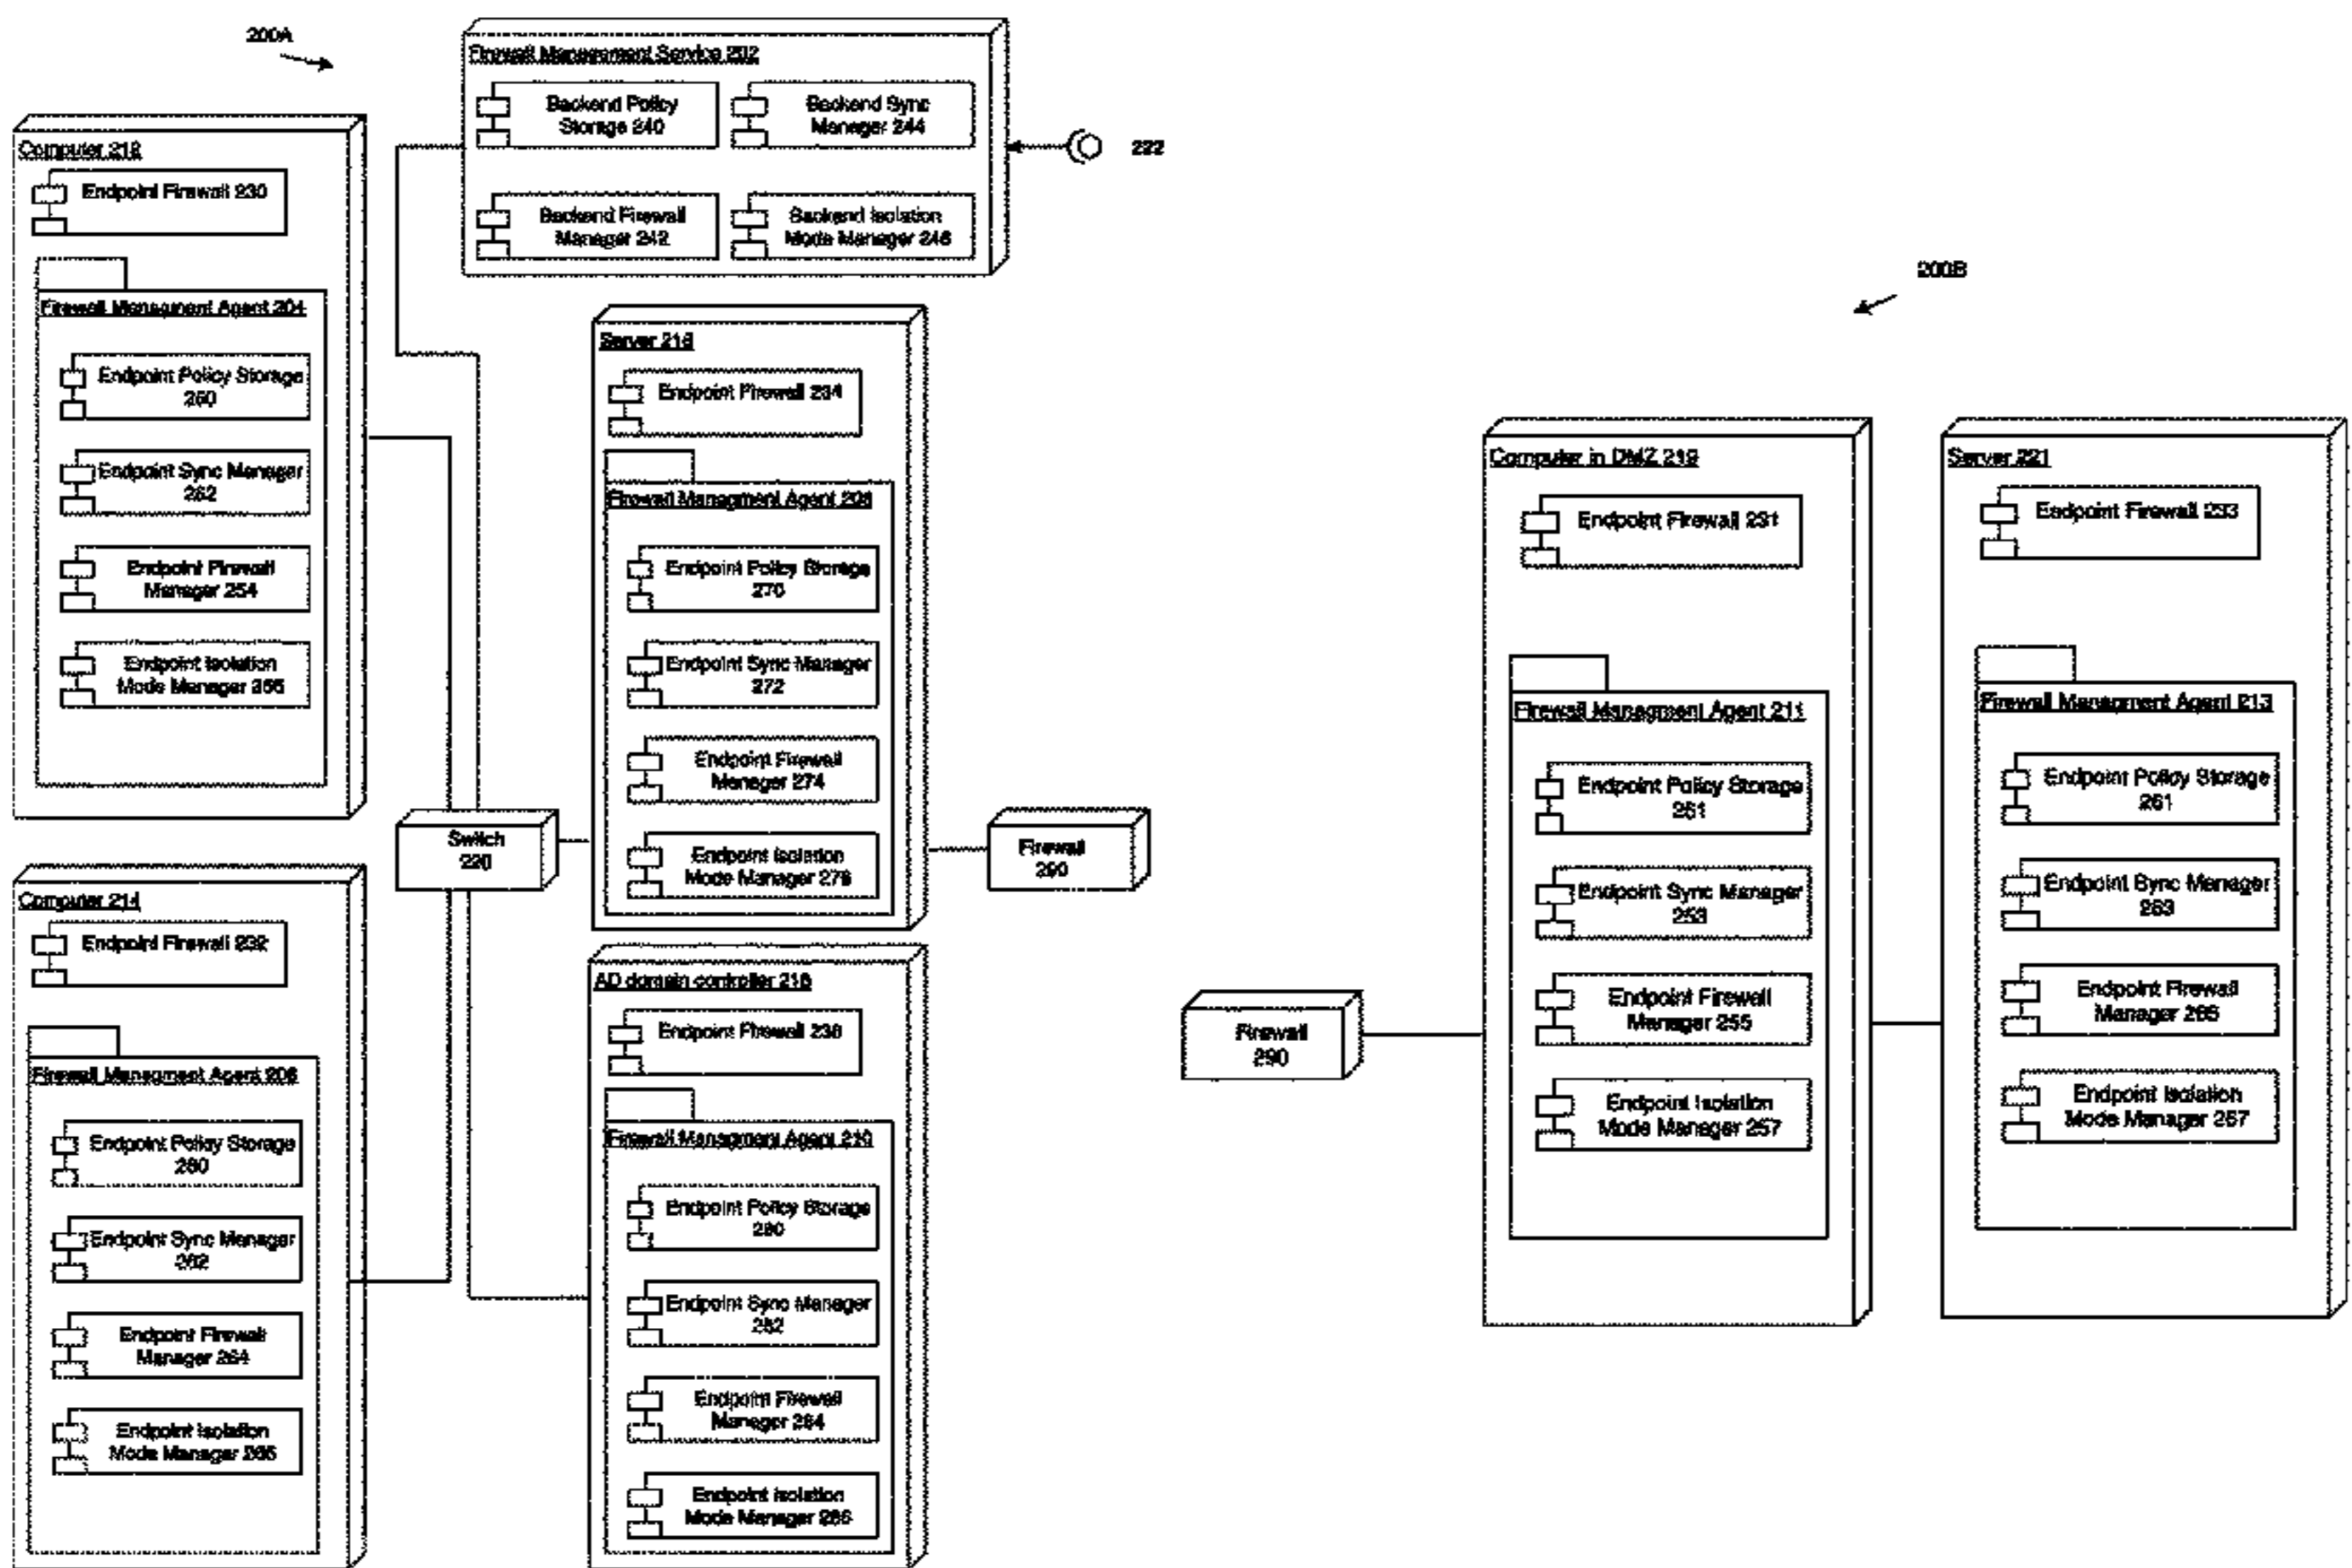 200A
Firewall Management Service 202
Backend Policy
Storage 240
Backend Sync
Manager 244
Backend Firewall
Manager 242
Backend Isolation
Mode Manager 246
222
Computer 212
Endpoint Firewall 230
Firewall Managment Agent 204
Endpoint Policy Storage
250
Endpoint Sync Manager
252
Endpoint Firewall
Manager 254
Endpoint Isolation
Mode Manager 256
Computer 214
Endpoint Firewall 232
Firewall Managment Agent 206
Endpoint Policy Storage
260
Endpoint Sync Manager
262
Endpoint Firewall
Manager 264
Endpoint Isolation
Mode Manager 266
Switch
220
Server 216
Endpoint Firewall 234
Firewall Managment Agent 208
Endpoint Policy Storage
270
Endpoint Sync Manager
272
Endpoint Firewall
Manager 274
Endpoint Isolation
Mode Manager 276
Firewall
290
AD domain controller 218
Endpoint Firewall 236
Firewall Managment Agent 210
Endpoint Policy Storage
280
Endpoint Sync Manager
282
Endpoint Firewall
Manager 284
Endpoint Isolation
Mode Manager 286
200B
Firewall
290
Computer in DMZ 219
Endpoint Firewall 231
Firewall Managment Agent 211
Endpoint Policy Storage
251
Endpoint Sync Manager
253
Endpoint Firewall
Manager 255
Endpoint Isolation
Mode Manager 257
Server 221
Endpoint Firewall 233
Firewall Managment Agent 213
Endpoint Policy Storage
261
Endpoint Sync Manager
263
Endpoint Firewall
Manager 265
Endpoint Isolation
Mode Manager 267